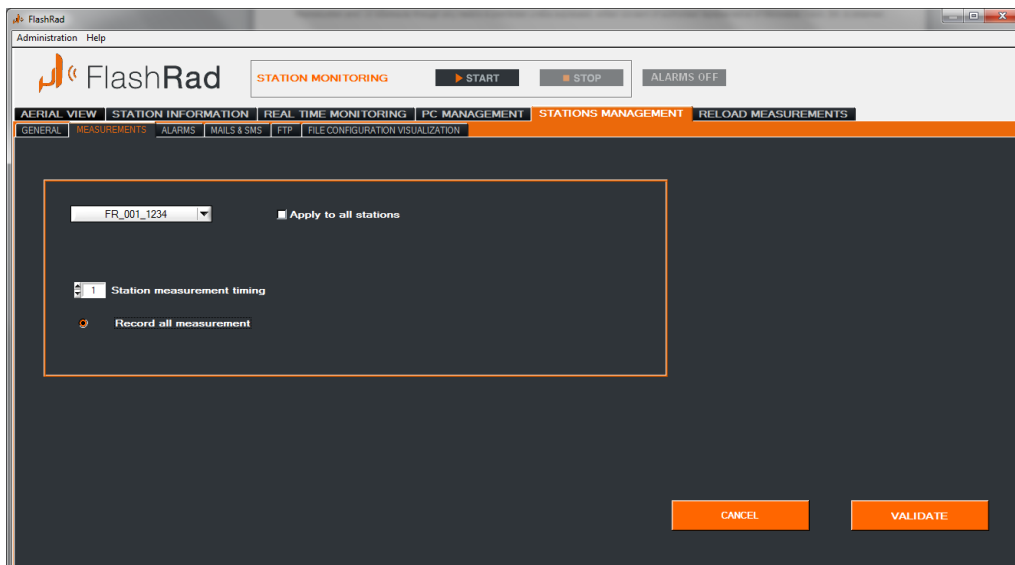 FlashRad
Administration Help
FlashRad
STATION MONITORING START STOP ALARMS OFF
AERIAL VIEW STATION INFORMATION REAL TIME MONITORING PC MANAGEMENT STATIONS MANAGEMENT RELOAD MEASUREMENTS
GENERAL MEASUREMENTS ALARMS MAILS & SMS FTP FILE CONFIGURATION VISUALIZATION
FR_001_1234 Apply to all stations
1 Station measurement timing
Record all measurement
CANCEL VALIDATE